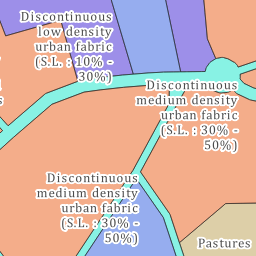 Discontinuous
low density
urban fabric
(S.L. : 10% -
30%)
Discontinuous
medium density
urban fabric
(S.L. : 30% -
50%)
Discontinuous
medium density
urban fabric
(S.L. : 30% -
50%)
Pastures